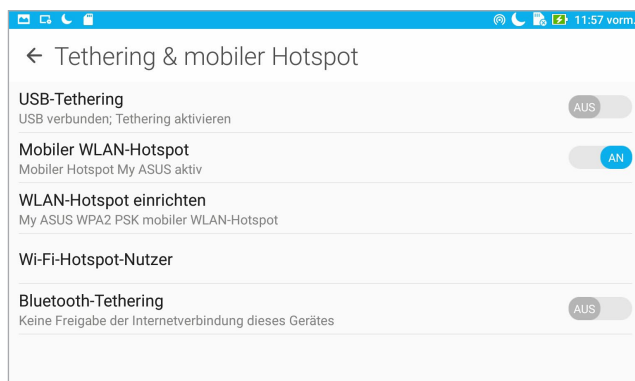 11:57 vorm.
Tethering & mobiler Hotspot
USB-Tethering
AUS
USB verbunden; Tethering aktivieren
Mobiler WLAN-Hotspot
AN
Mobiler Hotspot My ASUS aktiv
WLAN-Hotspot einrichten
My ASUS WPA2 PSK mobiler WLAN-Hotspot
Wi-Fi-Hotspot-Nutzer
Bluetooth-Tethering
AUS
Keine Freigabe der Internetverbindung dieses Gerätes